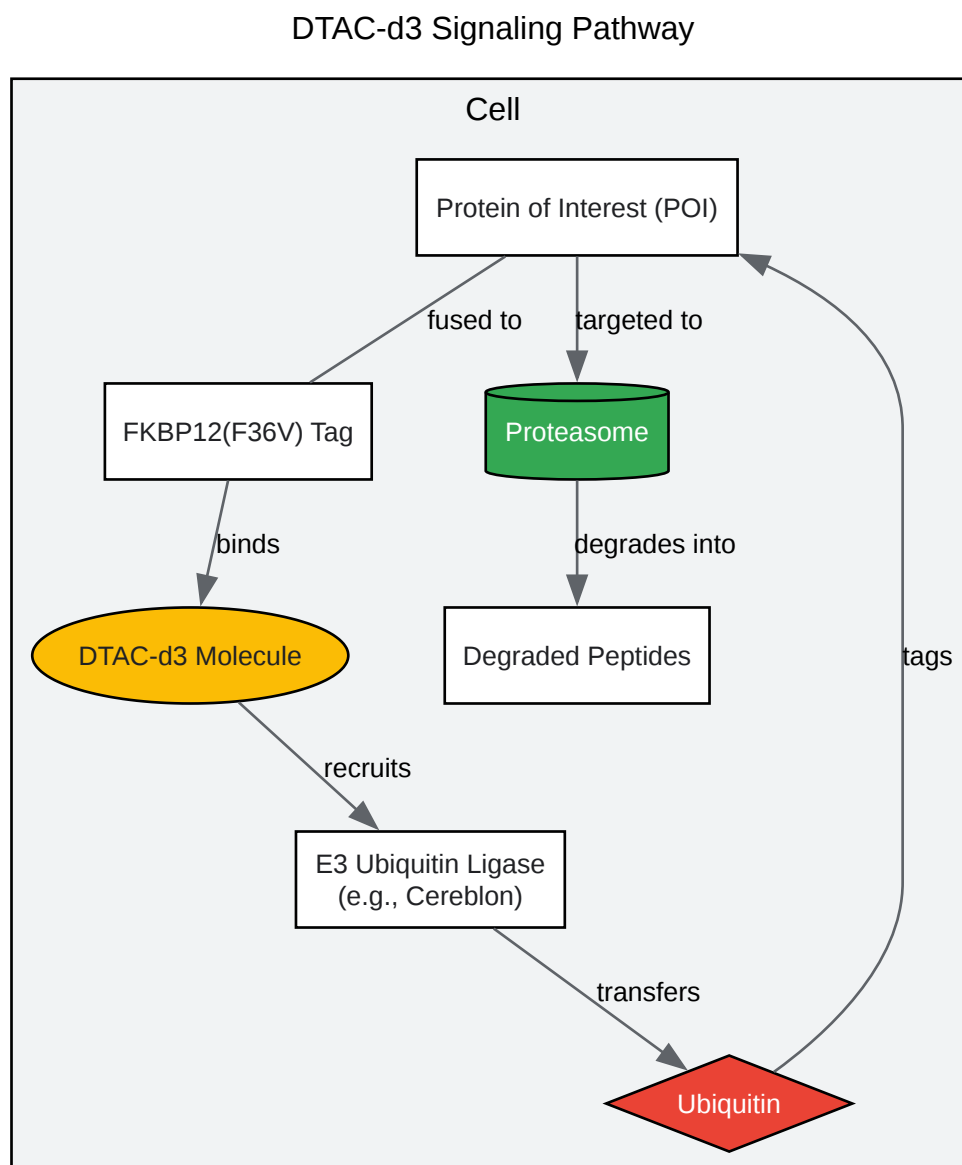 DTAC-d3 Signaling Pathway
Cell
Protein of Interest (POI)
fused to
targeted to
FKBP12(F36V) Tag
Proteasome
binds
degrades into
DTAC-d3 Molecule
Degraded Peptides
tags
recruits
E3 Ubiquitin Ligase
(e.g., Cereblon)
transfers
Ubiquitin